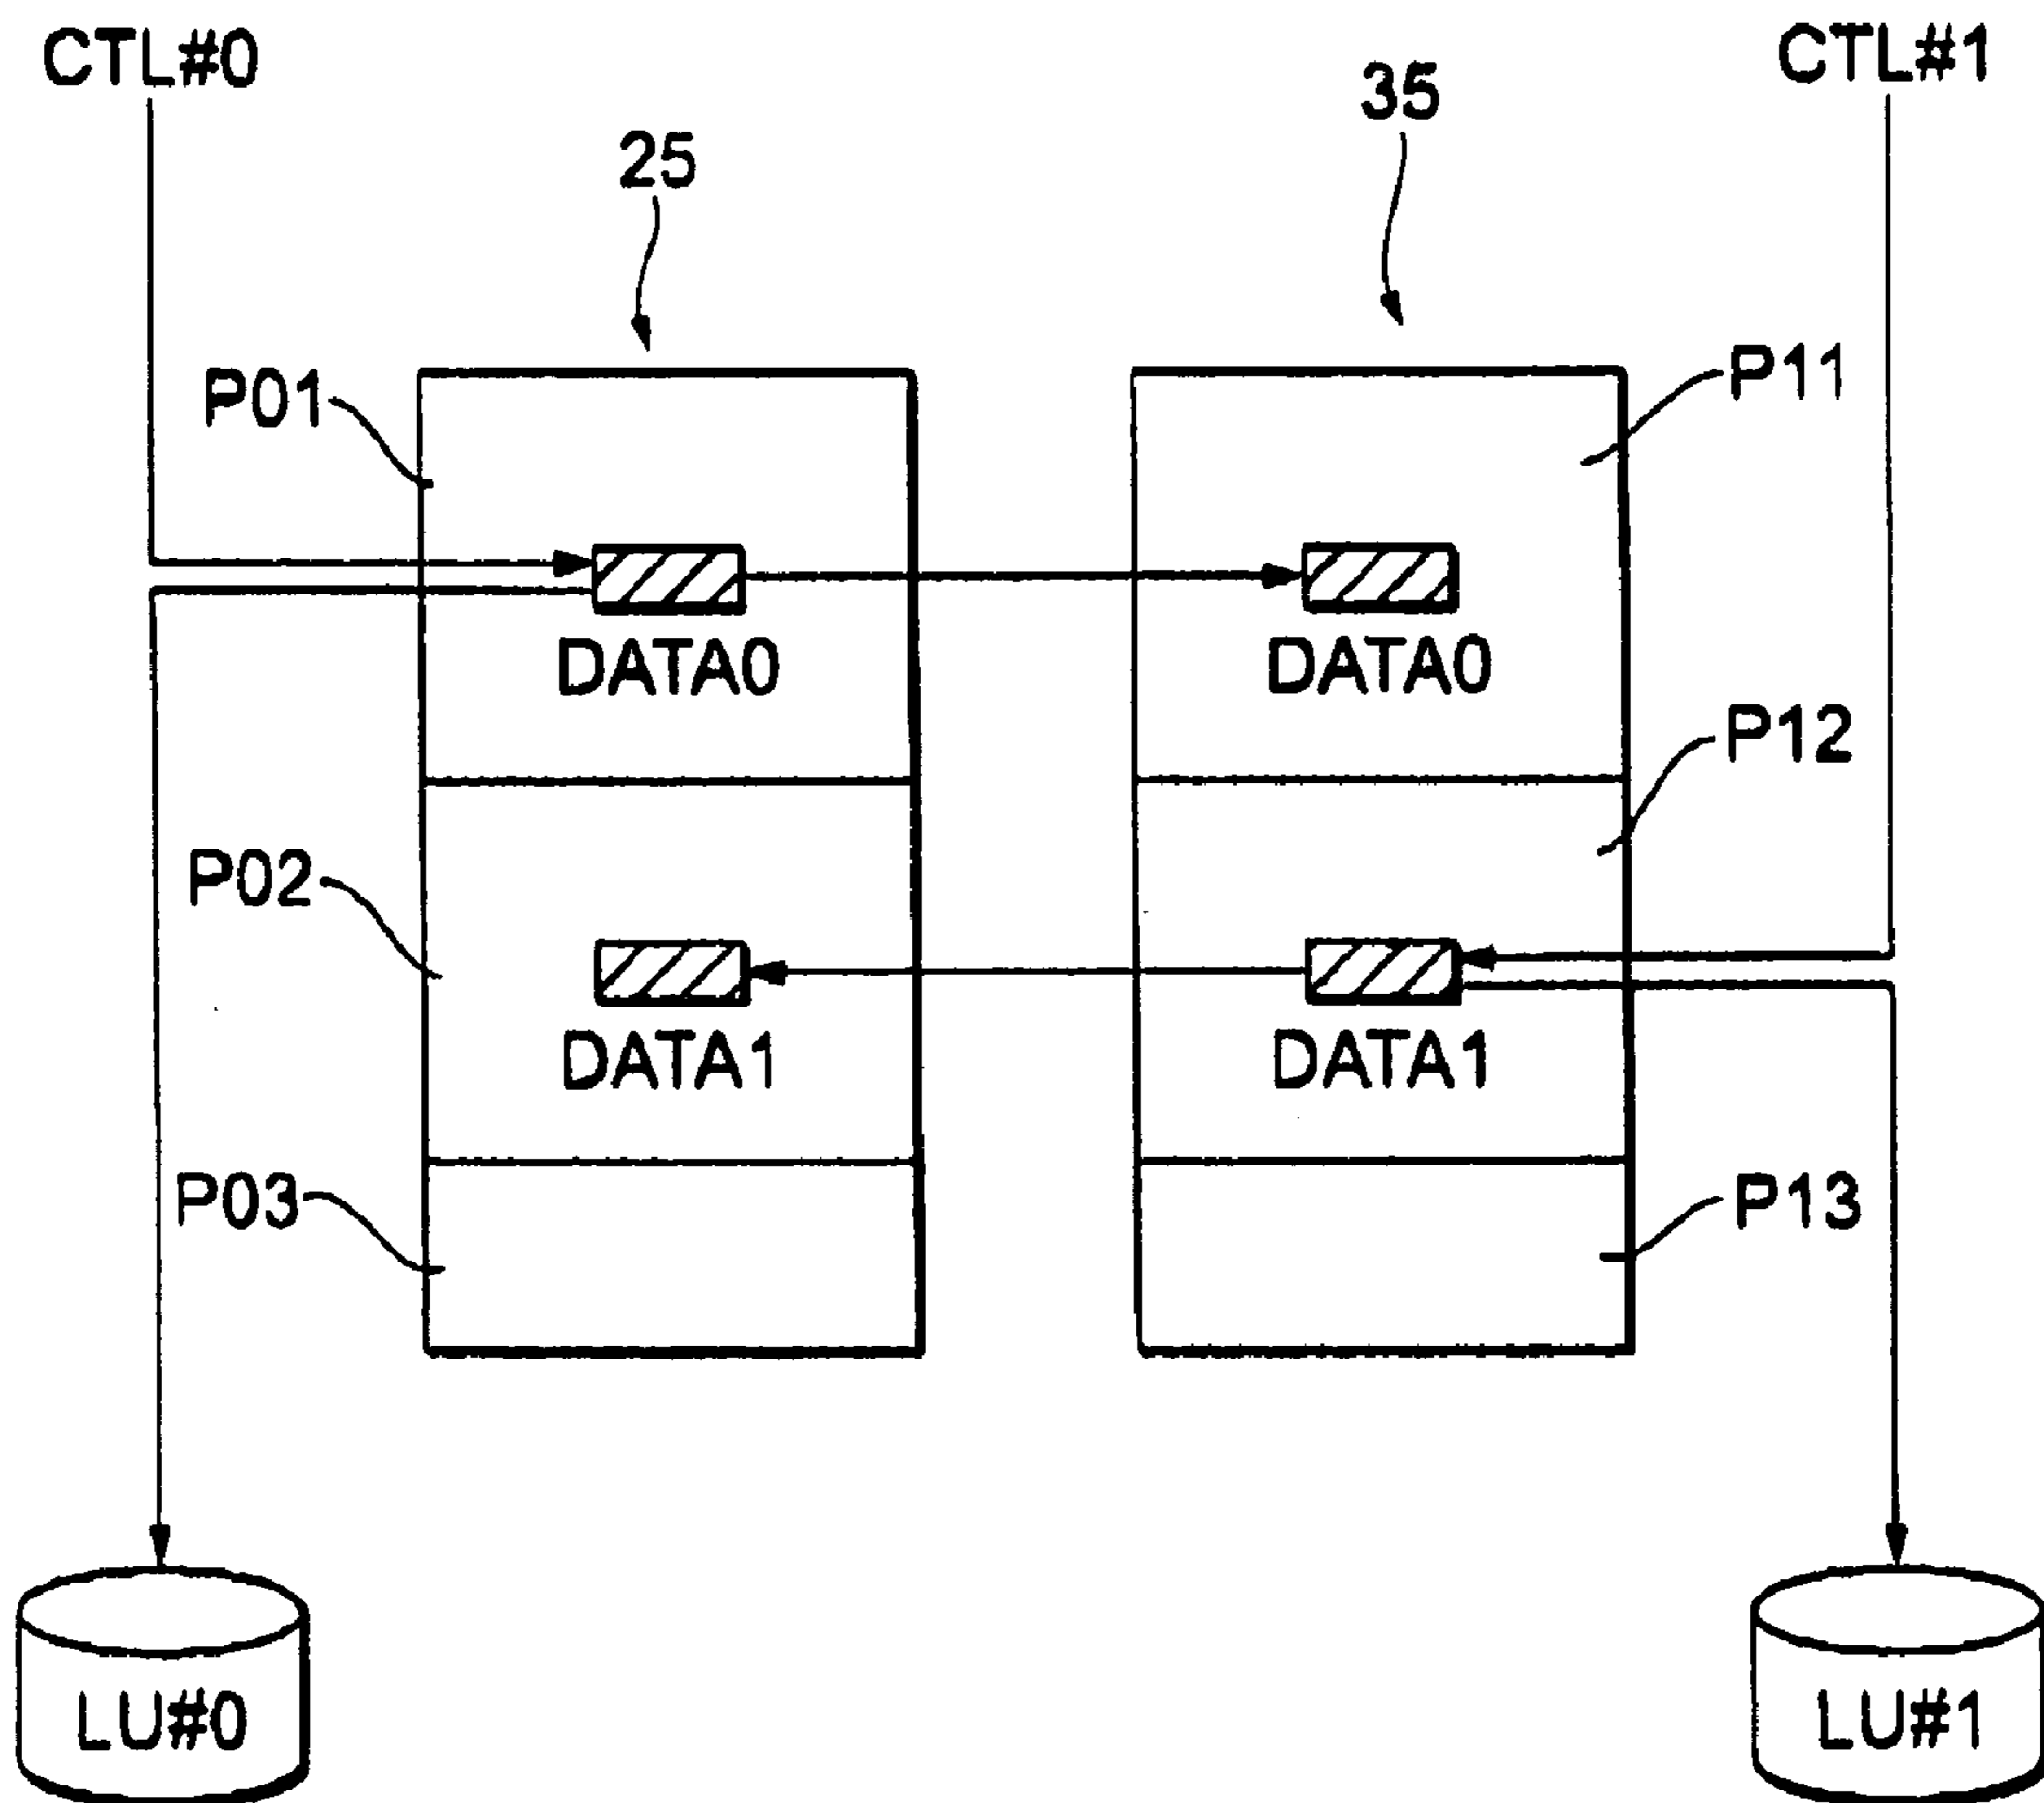 CTL#0
CTL#1
25
35
P01
P11
DATA0
DATA0
P12
P02
DATA1
DATA1
P03
P13
LU#0
LU#1